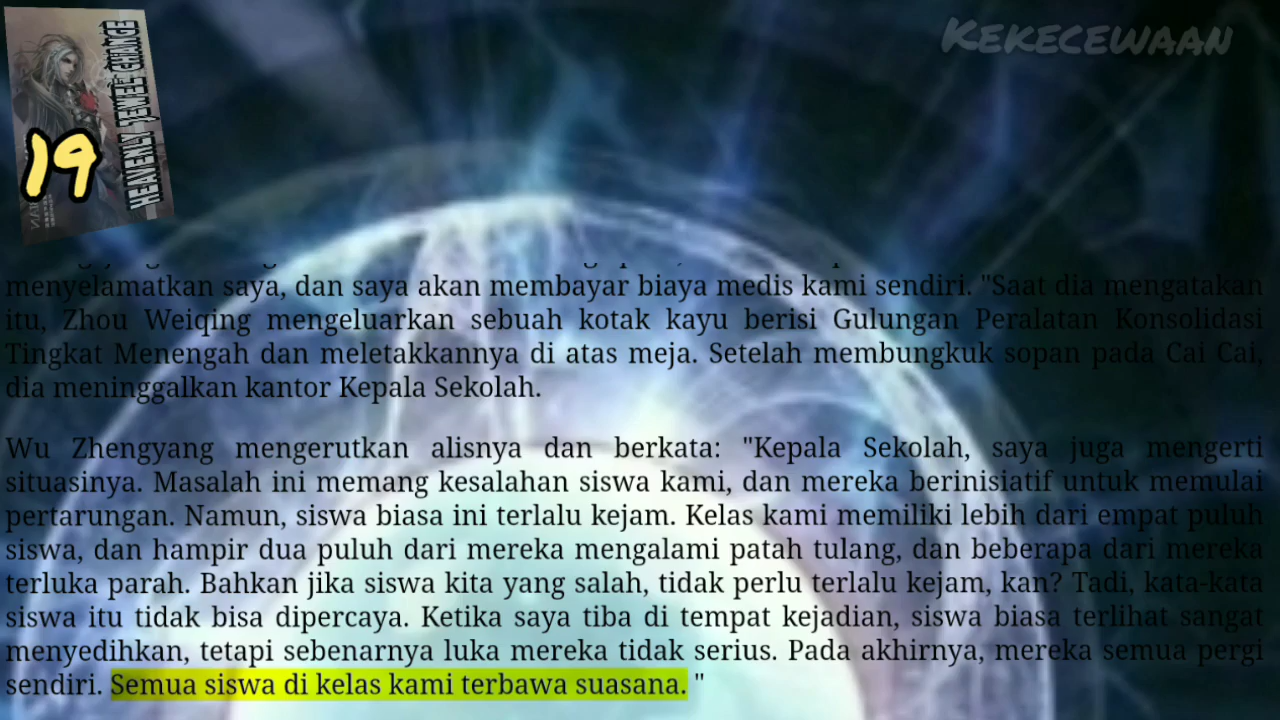 Kekecewaan
HEAVENLY JEWEL CHANGE
19
menyelamatkan saya, dan saya akan membayar biaya medis kami sendiri. "Saat dia mengatakan
itu, Zhou Weiqing mengeluarkan sebuah kotak kayu berisi Gulungan Peralatan Konsolidasi
Tingkat Menengah dan meletakkannya di atas meja. Setelah membungkuk sopan pada Cai Cai,
dia meninggalkan kantor Kepala Sekolah.
Wu Zhengyang mengerutkan alisnya dan berkata: "Kepala Sekolah, saya juga mengerti
situasinya. Masalah ini memang kesalahan siswa kami, dan mereka berinisiatif untuk memulai
pertarungan. Namun, siswa biasa ini terlalu kejam. Kelas kami memiliki lebih dari empat puluh
siswa, dan hampir dua puluh dari mereka mengalami patah tulang, dan beberapa dari mereka
terluka parah. Bahkan jika siswa kita yang salah, tidak perlu terlalu kejam, kan? Tadi, kata-kata
siswa itu tidak bisa dipercaya. Ketika saya tiba di tempat kejadian, siswa biasa terlihat sangat
menyedihkan, tetapi sebenarnya luka mereka tidak serius. Pada akhirnya, mereka semua pergi
sendiri. Semua siswa di kelas kami terbawa suasana. "